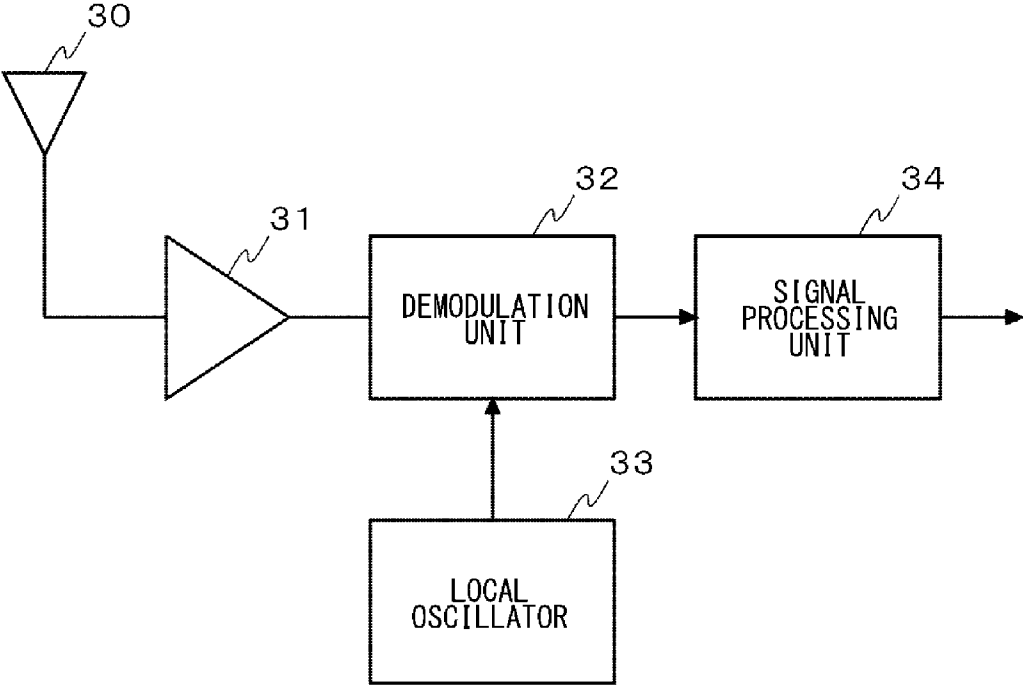 30
31
32
34
DEMODULATION
UNIT
SIGNAL
PROCESSING
UNIT
33
LOCAL
OSCILLATOR